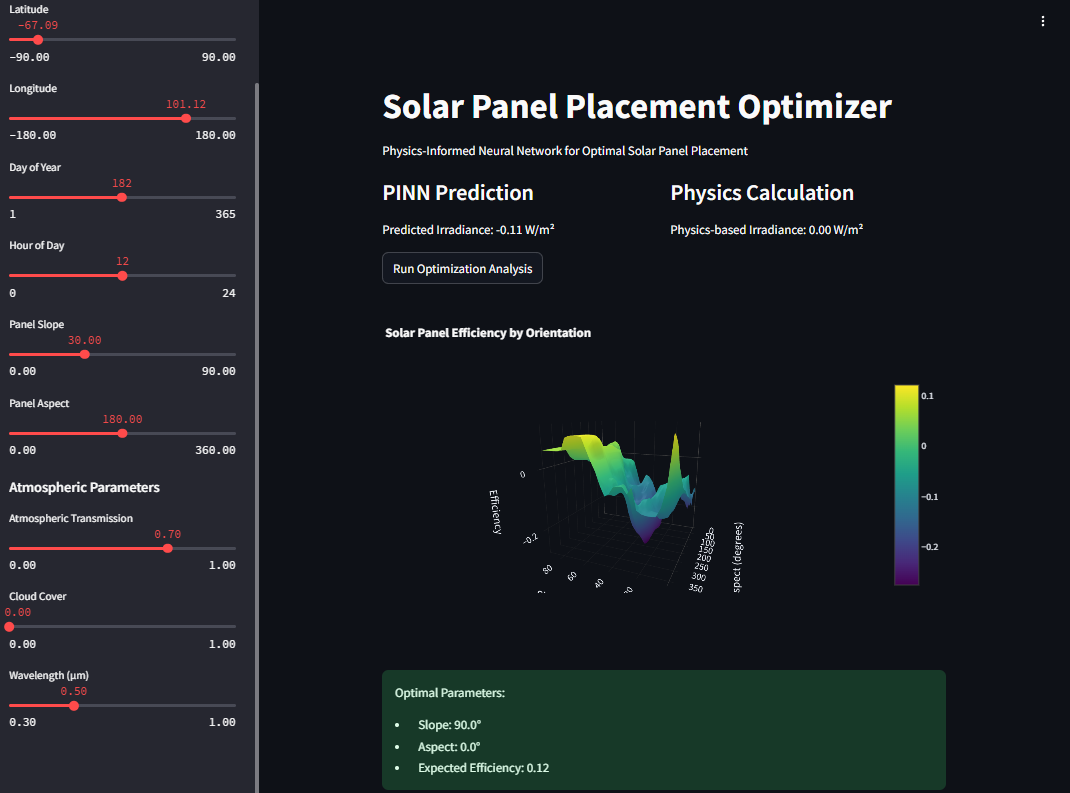 Latitude
-67.09
-90.00 90.00
Longitude
101.12
-180.00 180.00
Day of Year
182
1 365
Hour of Day
12
0 24
Panel Slope
30.00
0.00 90.00
Panel Aspect
180.00
0.00 360.00
Atmospheric Parameters
Atmospheric Transmission
0.70
0.00 1.00
Cloud Cover
0.00
0.00 1.00
Wavelength (μm)
0.50
0.30 1.00
Solar Panel Placement Optimizer
Physics-Informed Neural Network for Optimal Solar Panel Placement
PINN Prediction
Predicted Irradiance: -0.11 W/m²
Run Optimization Analysis
Physics Calculation
Physics-based Irradiance: 0.00 W/m²
Solar Panel Efficiency by Orientation
Efficiency
0
−0.2
80
60
40
0
50
100
150
200
250
300
350
spect (degrees)
0.1
0
−0.1
−0.2
Optimal Parameters:
• Slope: 90.0°
• Aspect: 0.0°
• Expected Efficiency: 0.12